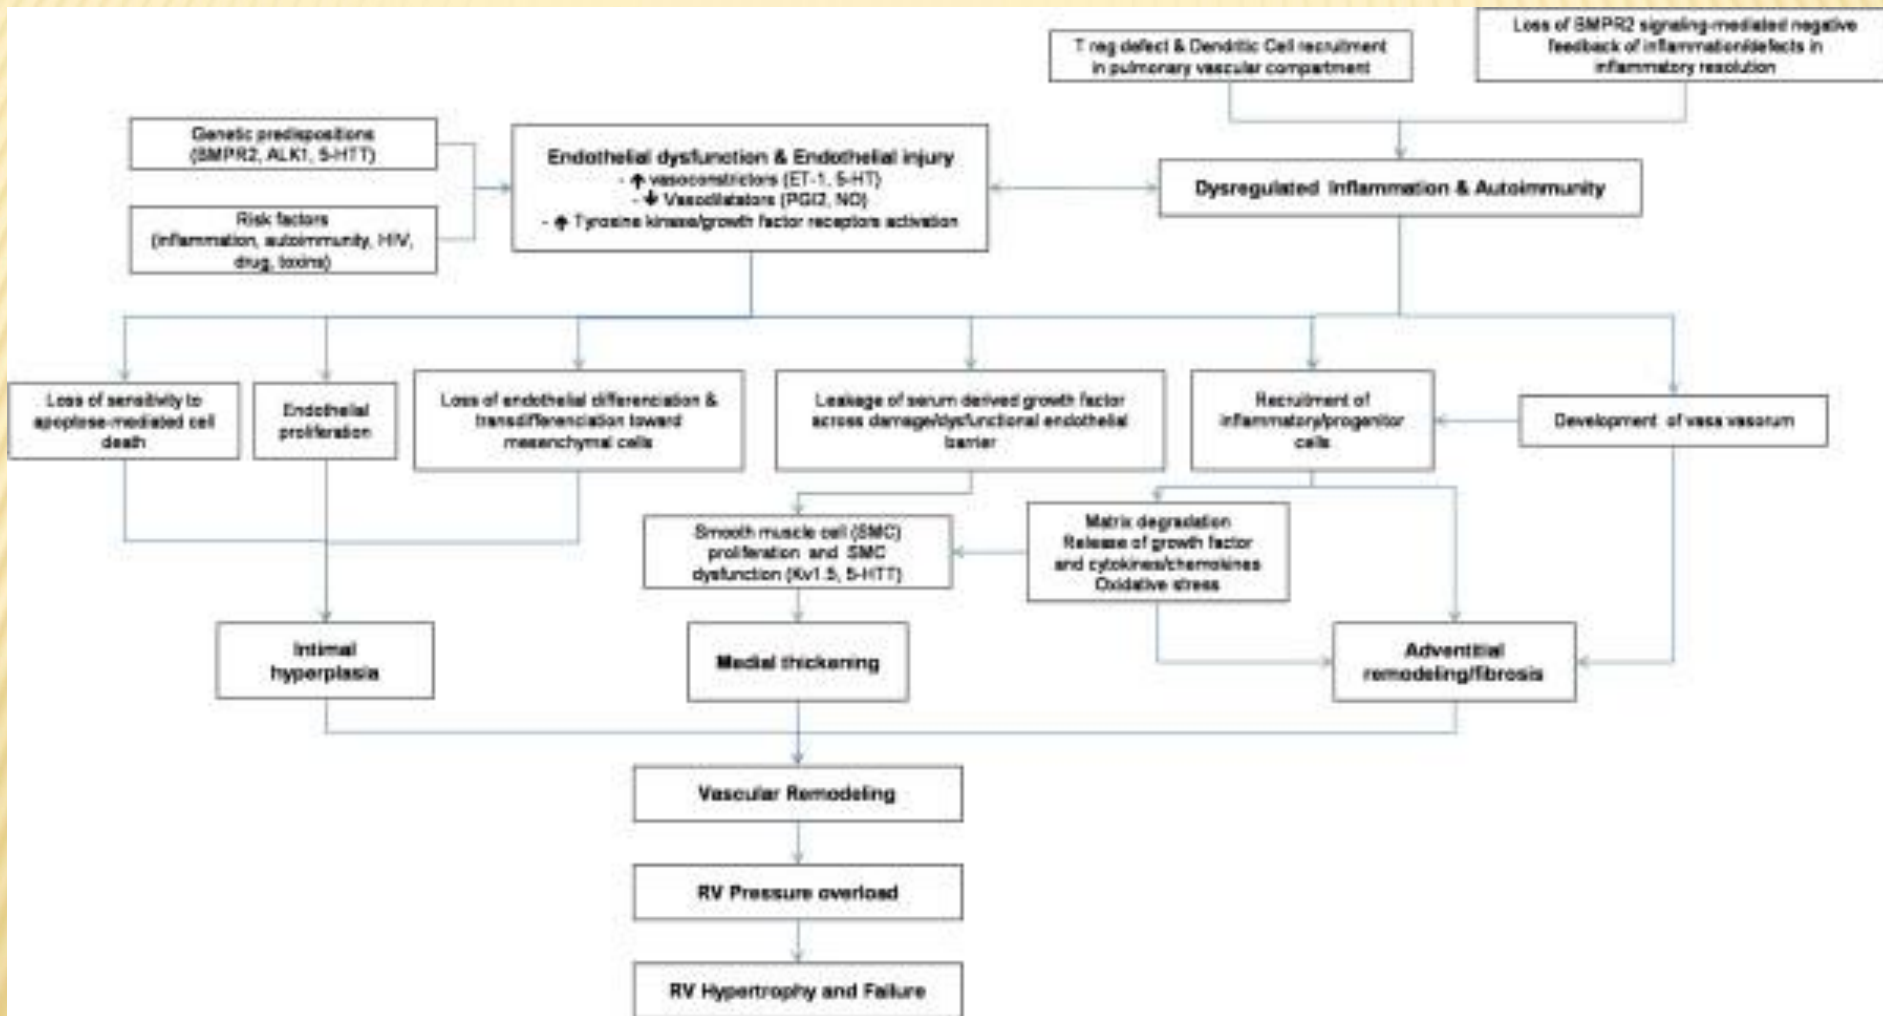 T reg defect & Dendritic Cell recruitment
in pulmonary vascular compartment
Loss of BMPR2 signaling-mediated negative
feedback of inflammation/defects in
inflammatory resolution
Genetic predispositions
(BMPR2, ALK1, 5-HTT)
Risk factors
(inflammation, autoimmunity, HIV,
drug, toxins)
Endothelial dysfunction & Endothelial injury
- ↑ vasoconstrictors (ET-1, 5-HT)
- ↓ Vasodilatators (PGI2, NO)
- ↑ Tyrosine kinase/growth factor receptors activation
Dysregulated Inflammation & Autoimmunity
Loss of sensitivity to
apoptose-mediated cell
death
Endothelial
proliferation
Loss of endothelial differenciation &
transdifferenciation toward
mesenchymal cells
Leakage of serum derived growth factor
across damage/dysfunctional endothelial
barrier
Recruitment of
inflammatory/progenitor
cells
Development of vasa vasorum
Smooth muscle cell (SMC)
proliferation and SMC
dysfunction (Kv1.5, 5-HTT)
Matrix degradation
Release of growth factor
and cytokines/chemokines
Oxidative stress
Intimal
hyperplasia
Medial thickening
Adventitial
remodeling/fibrosis
Vascular Remodeling
RV Pressure overload
RV Hypertrophy and Failure